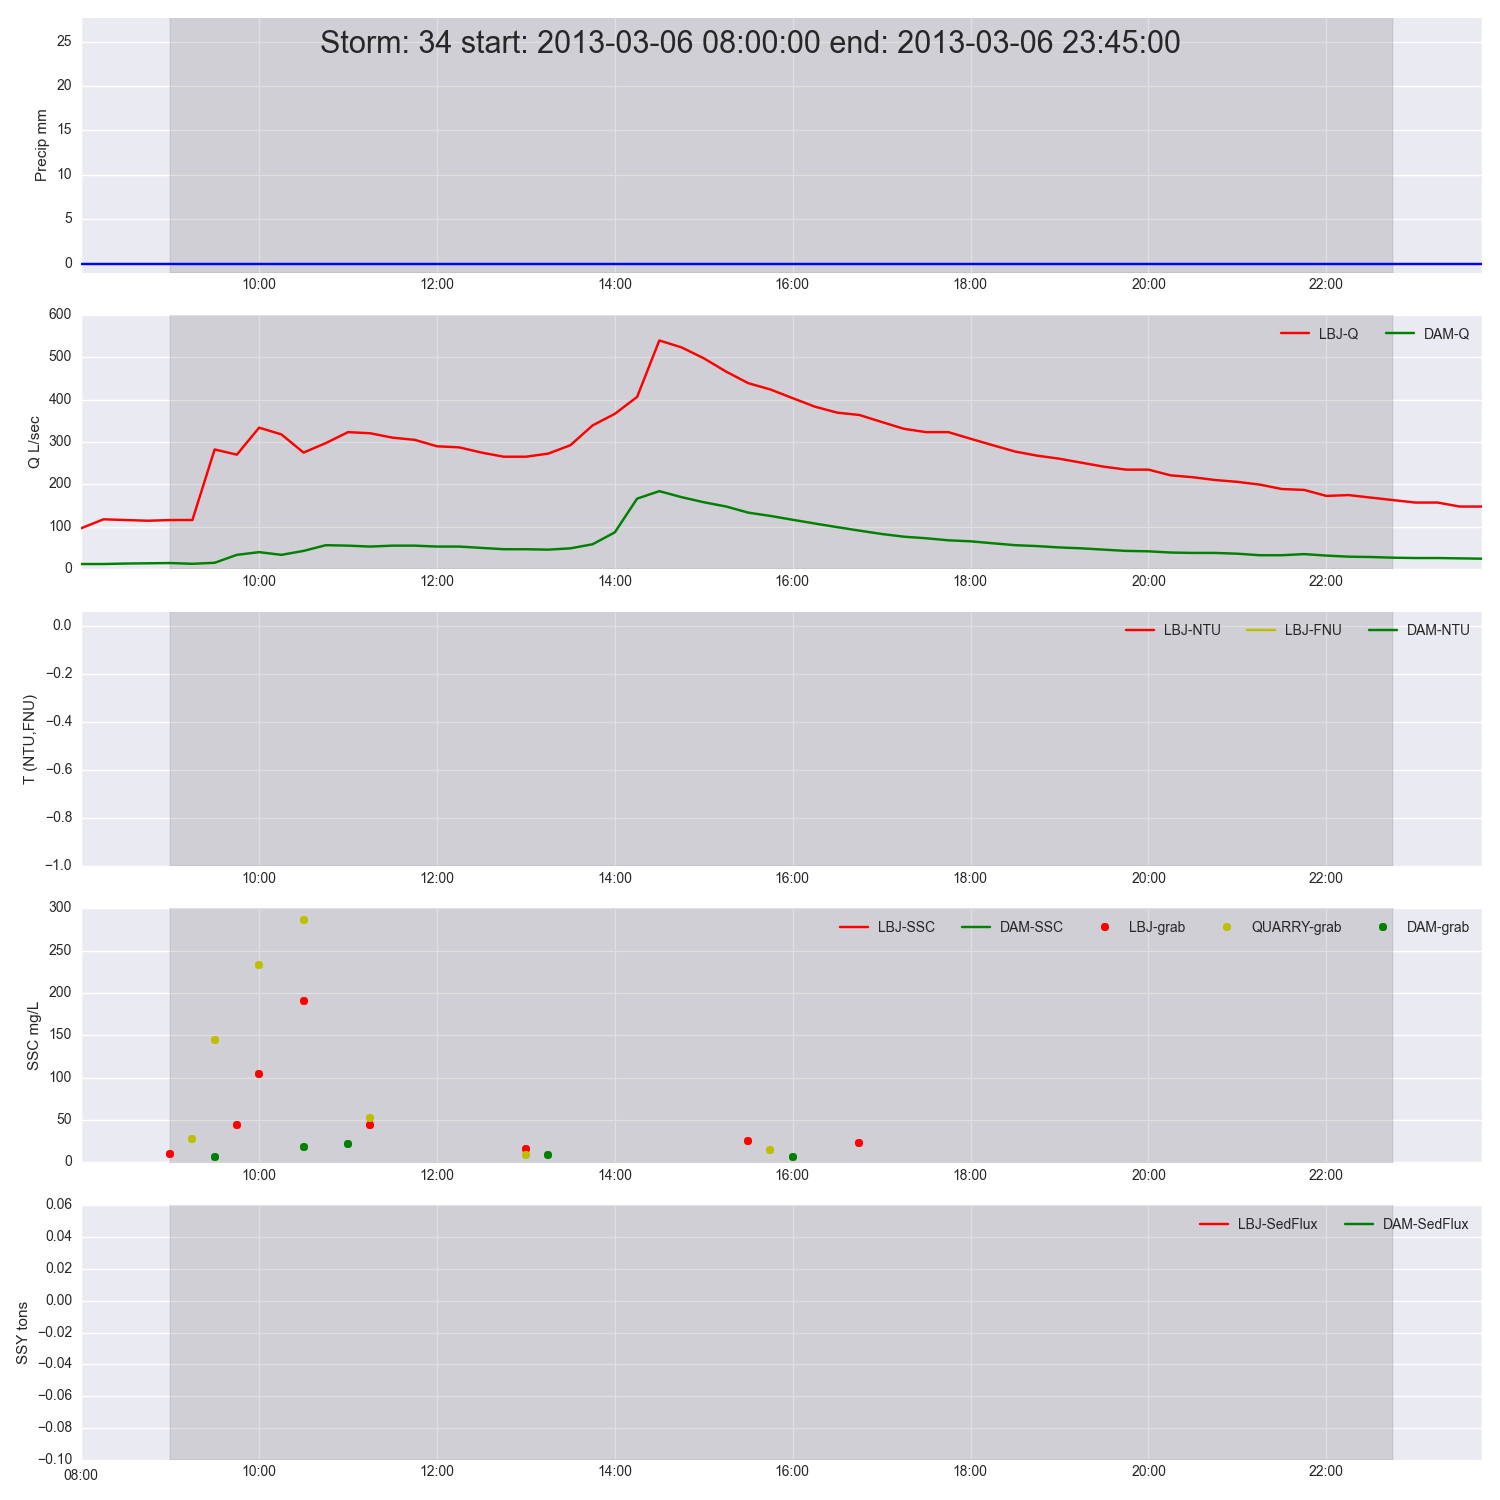 Storm: 34 start: 2013-03-06 08:00:00 end: 2013-03-06 23:45:00
Precip mm
25
20
15
10
5
0
10:00 12:00 14:00 16:00 18:00 20:00 22:00
Q L/sec
600
500
400
300
200
100
0
LBJ-Q DAM-Q
10:00 12:00 14:00 16:00 18:00 20:00 22:00
T (NTU,FNU)
0.0
−0.2
−0.4
−0.6
−0.8
−1.0
LBJ-NTU LBJ-FNU DAM-NTU
10:00 12:00 14:00 16:00 18:00 20:00 22:00
SSC mg/L
300
250
200
150
100
50
0
LBJ-SSC DAM-SSC LBJ-grab QUARRY-grab DAM-grab
10:00 12:00 14:00 16:00 18:00 20:00 22:00
SSY tons
0.06
0.04
0.02
0.00
−0.02
−0.04
−0.06
−0.08
−0.10
LBJ-SedFlux DAM-SedFlux
08:00 10:00 12:00 14:00 16:00 18:00 20:00 22:00